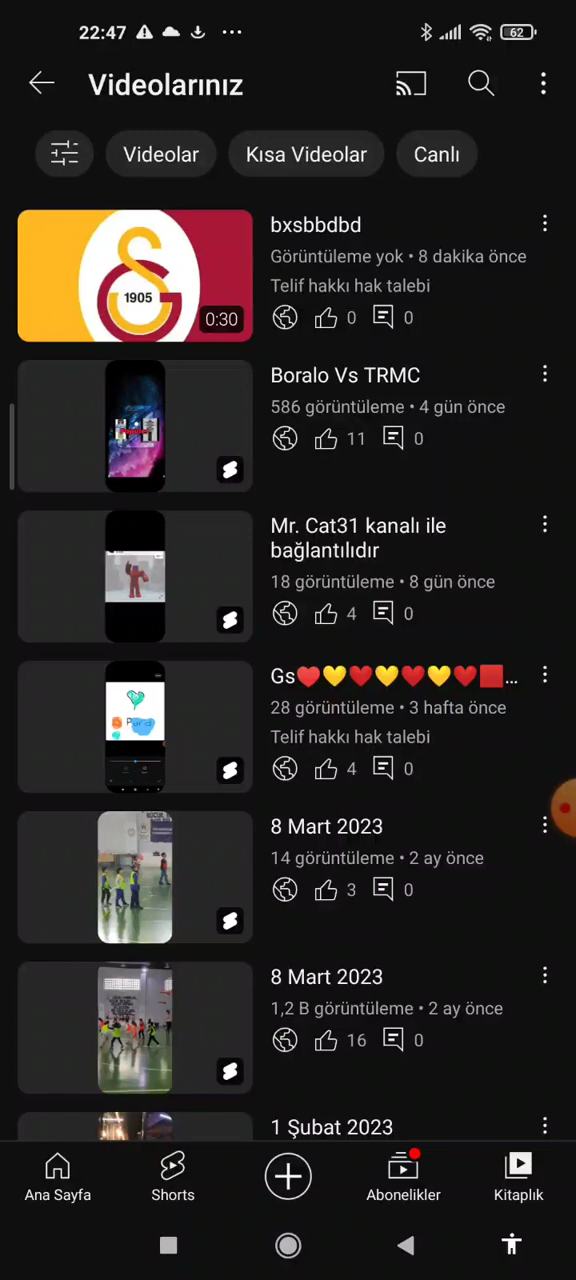 22:47
62
Videolarınız
Videolar
Kısa Videolar
Canlı
1905
0:30
bxsbbdbd
Görüntüleme yok • 8 dakika önce
Telif hakkı hak talebi
0 0
Boralo Vs TRMC
586 görüntüleme • 4 gün önce
11 0
Mr. Cat31 kanalı ile
bağlantılıdır
18 görüntüleme • 8 gün önce
4 0
Gs❤️💛❤️💛❤️💛❤️🟥...
28 görüntüleme • 3 hafta önce
Telif hakkı hak talebi
4 0
8 Mart 2023
14 görüntüleme • 2 ay önce
3 0
8 Mart 2023
1,2 B görüntüleme • 2 ay önce
16 0
1 Şubat 2023
Ana Sayfa
Shorts
Abonelikler
Kitaplık